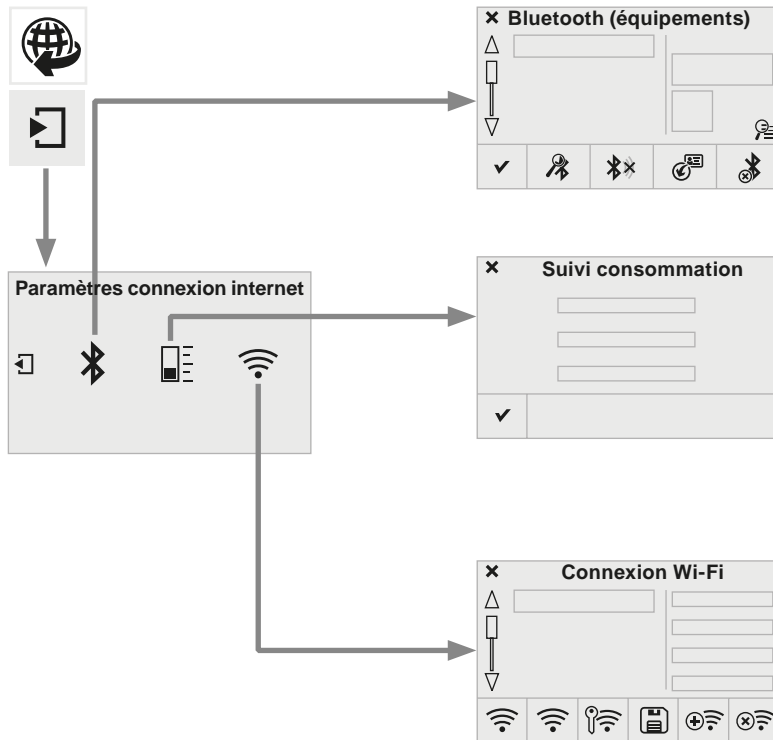 Bluetooth (équipements)
Suivi consommation
Paramètres connexion internet
Connexion Wi-Fi